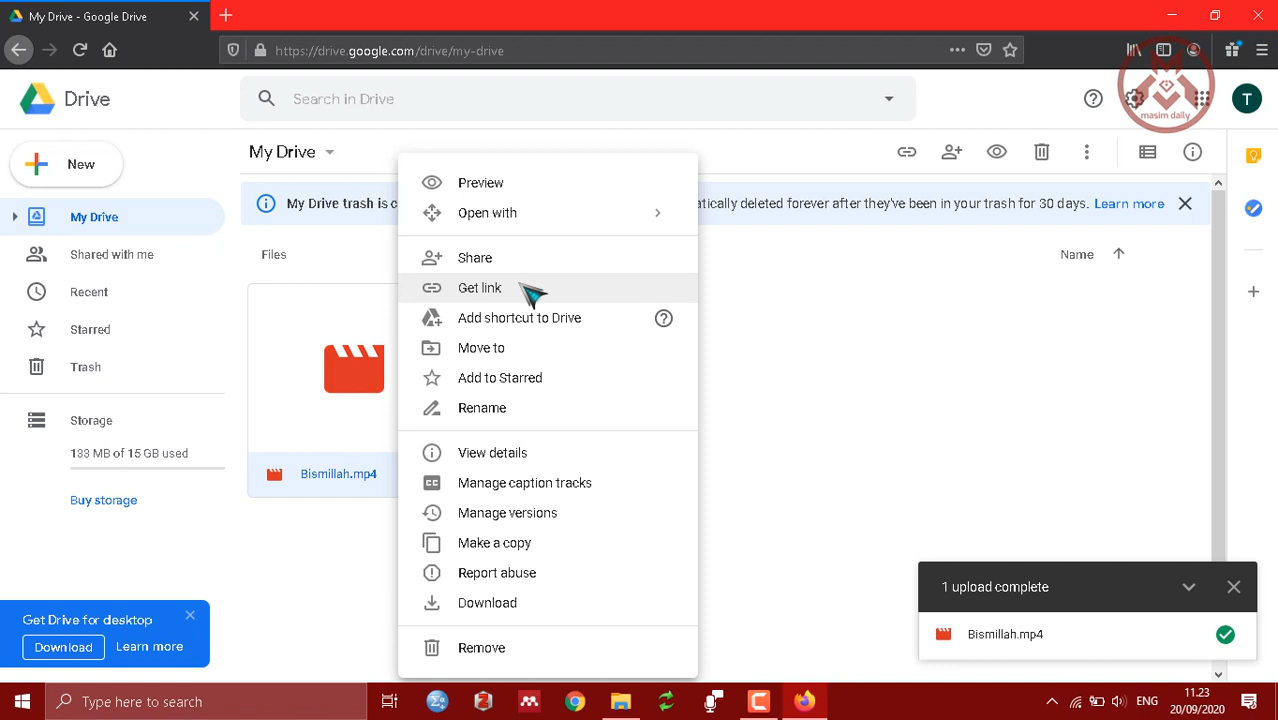 My Drive - Google Drive
https://drive.google.com/drive/my-drive
Drive
Search in Drive
T
masim daily
New
My Drive
Shared with me
Recent
Starred
Trash
Storage
133 MB of 15 GB used
Buy storage
Get Drive for desktop
Download
Learn more
My Drive
My Drive trash is c
atically deleted forever after they've been in your trash for 30 days. Learn more
Files
Name
Bismillah.mp4
Preview
Open with
Share
Get link
Add shortcut to Drive
Move to
Add to Starred
Rename
View details
CC Manage caption tracks
Manage versions
Make a copy
Report abuse
Download
Remove
1 upload complete
Bismillah.mp4
Type here to search
ENG
11.23
20/09/2020